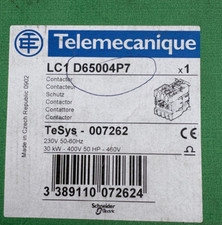 Telemecanique
LC1 D65004P7
x1
Contactor
Contacteur
Schutz
Contactor
Contattore
Contactor
Made in Czech Republic 0902
TeSys - 007262
230V 50-60Hz
30 kW - 400V 50 HP - 460V
3 389110 072624
Schneider
Electric